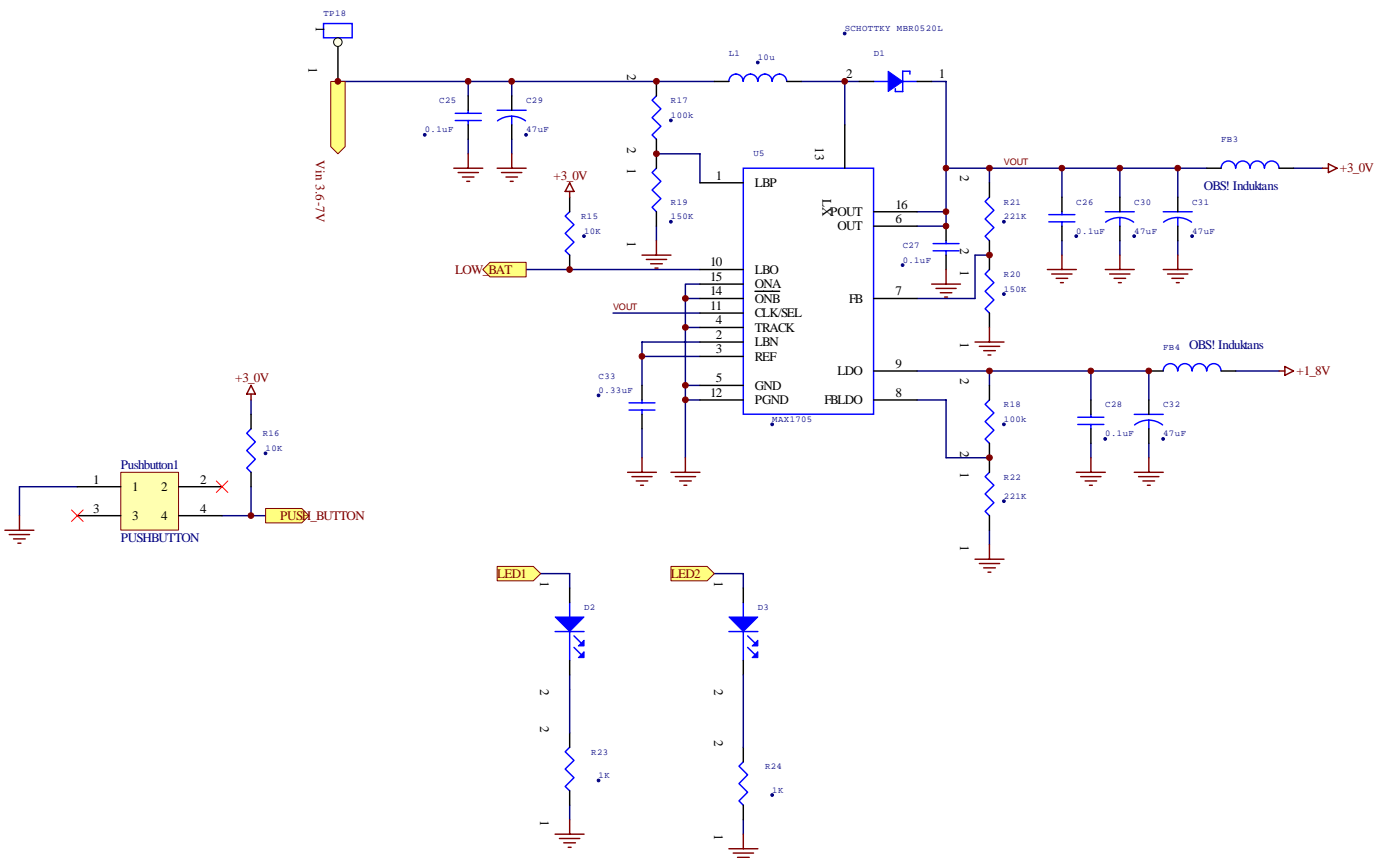 TP18
1
1
Vin 3.6-7V
C25
0.1uF
C29
47uF
2
R17
100k
2
1
R19
150K
1
L1
10u
SCHOTTKY MBR0520L
D1
2
1
U5
13
LX
1
LBP
+3_0V
R15
10K
LOW_BAT
10
LBO
15
ONA
14
ONB
VOUT
11
CLK/SEL
4
TRACK
2
LBN
3
REF
5
GND
12
PGND
C33
0.33uF
MAX1705
POUT
16
OUT
6
FB
7
LDO
9
FBLDO
8
C27
0.1uF
VOUT
2
R21
221K
2
1
R20
150K
1
C26
0.1uF
C30
47uF
C31
47uF
FB3
OBS! Induktans
+3_0V
2
R18
100k
2
1
R22
221K
1
C28
0.1uF
C32
47uF
FB4
OBS! Induktans
+1_8V
+3_0V
R16
10K
Pushbutton1
1
1
2
2
3
3
4
4
PUSHBUTTON
PUSH_BUTTON
LED1
1
D2
2
2
R23
1K
1
LED2
1
D3
2
2
R24
1K
1